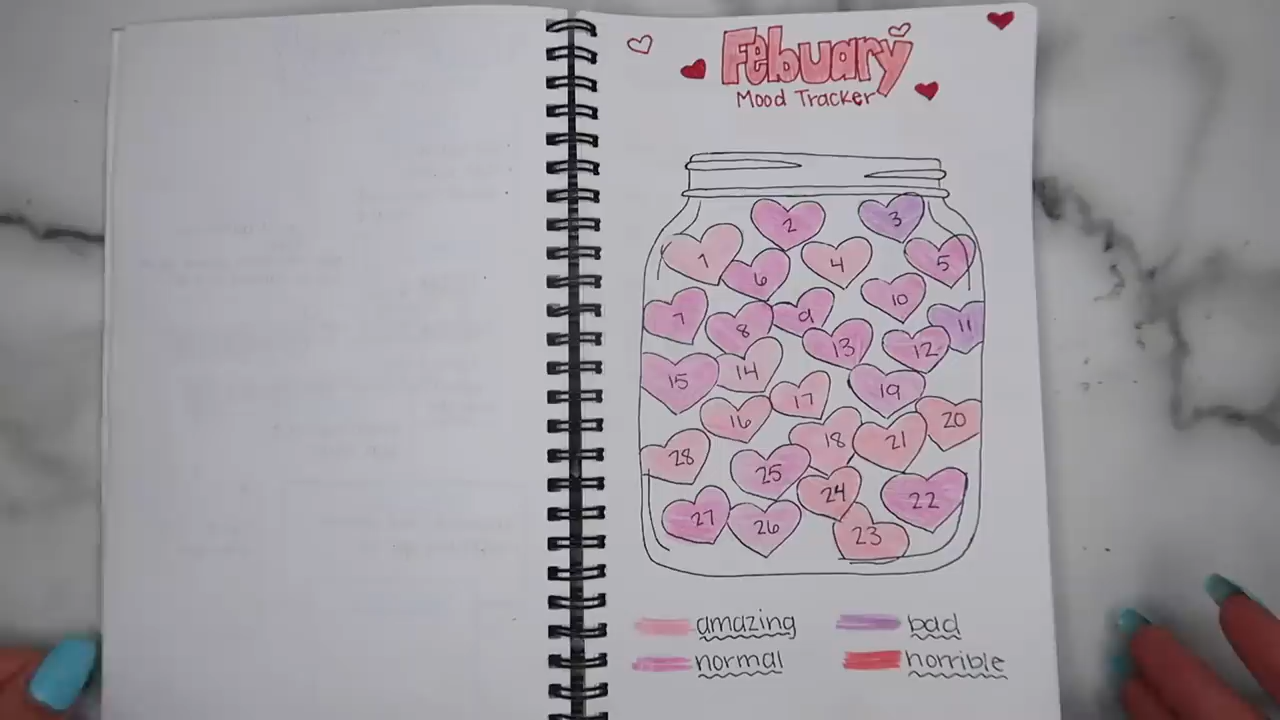 Febuary
Mood Tracker
2 3
1 6 4 5
7 8 9 10 11
13 12
15 14 17 19
16 18 21 20
28 25 24 22
27 26 23
amazing bad
normal horrible